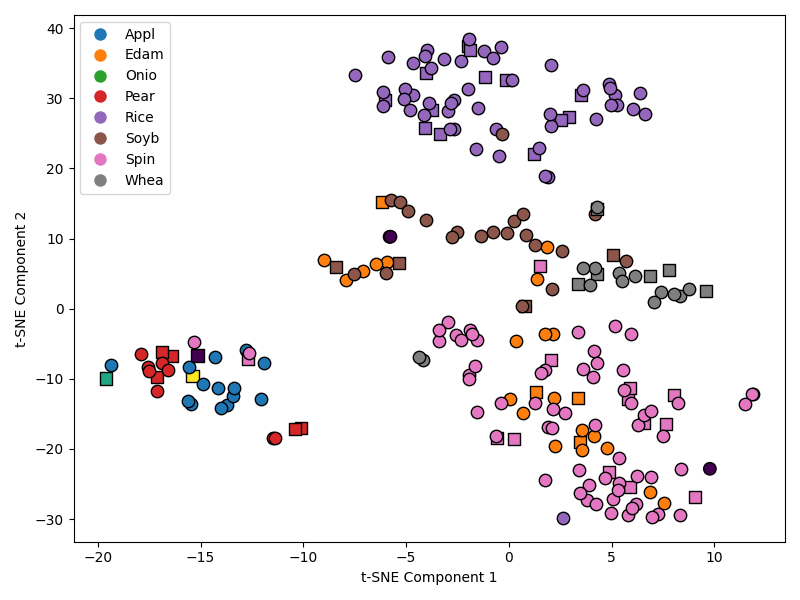 Appl
Edam
Onio
Pear
Rice
Soyb
Spin
Whea
40
30
20
10
0
−10
−20
−30
t-SNE Component 2
−20 −15 −10 −5 0 5 10
t-SNE Component 1